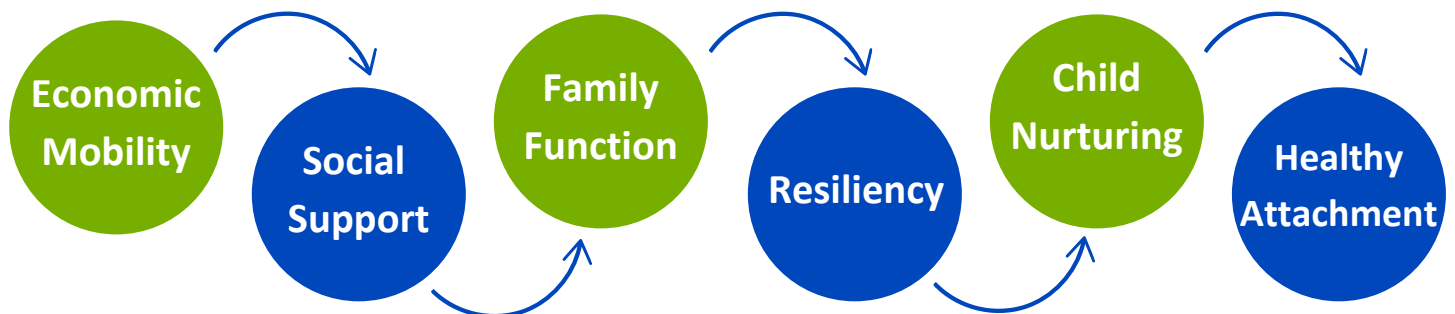 Economic
Mobility
Social
Support
Family
Function
Resiliency
Child
Nurturing
Healthy
Attachment